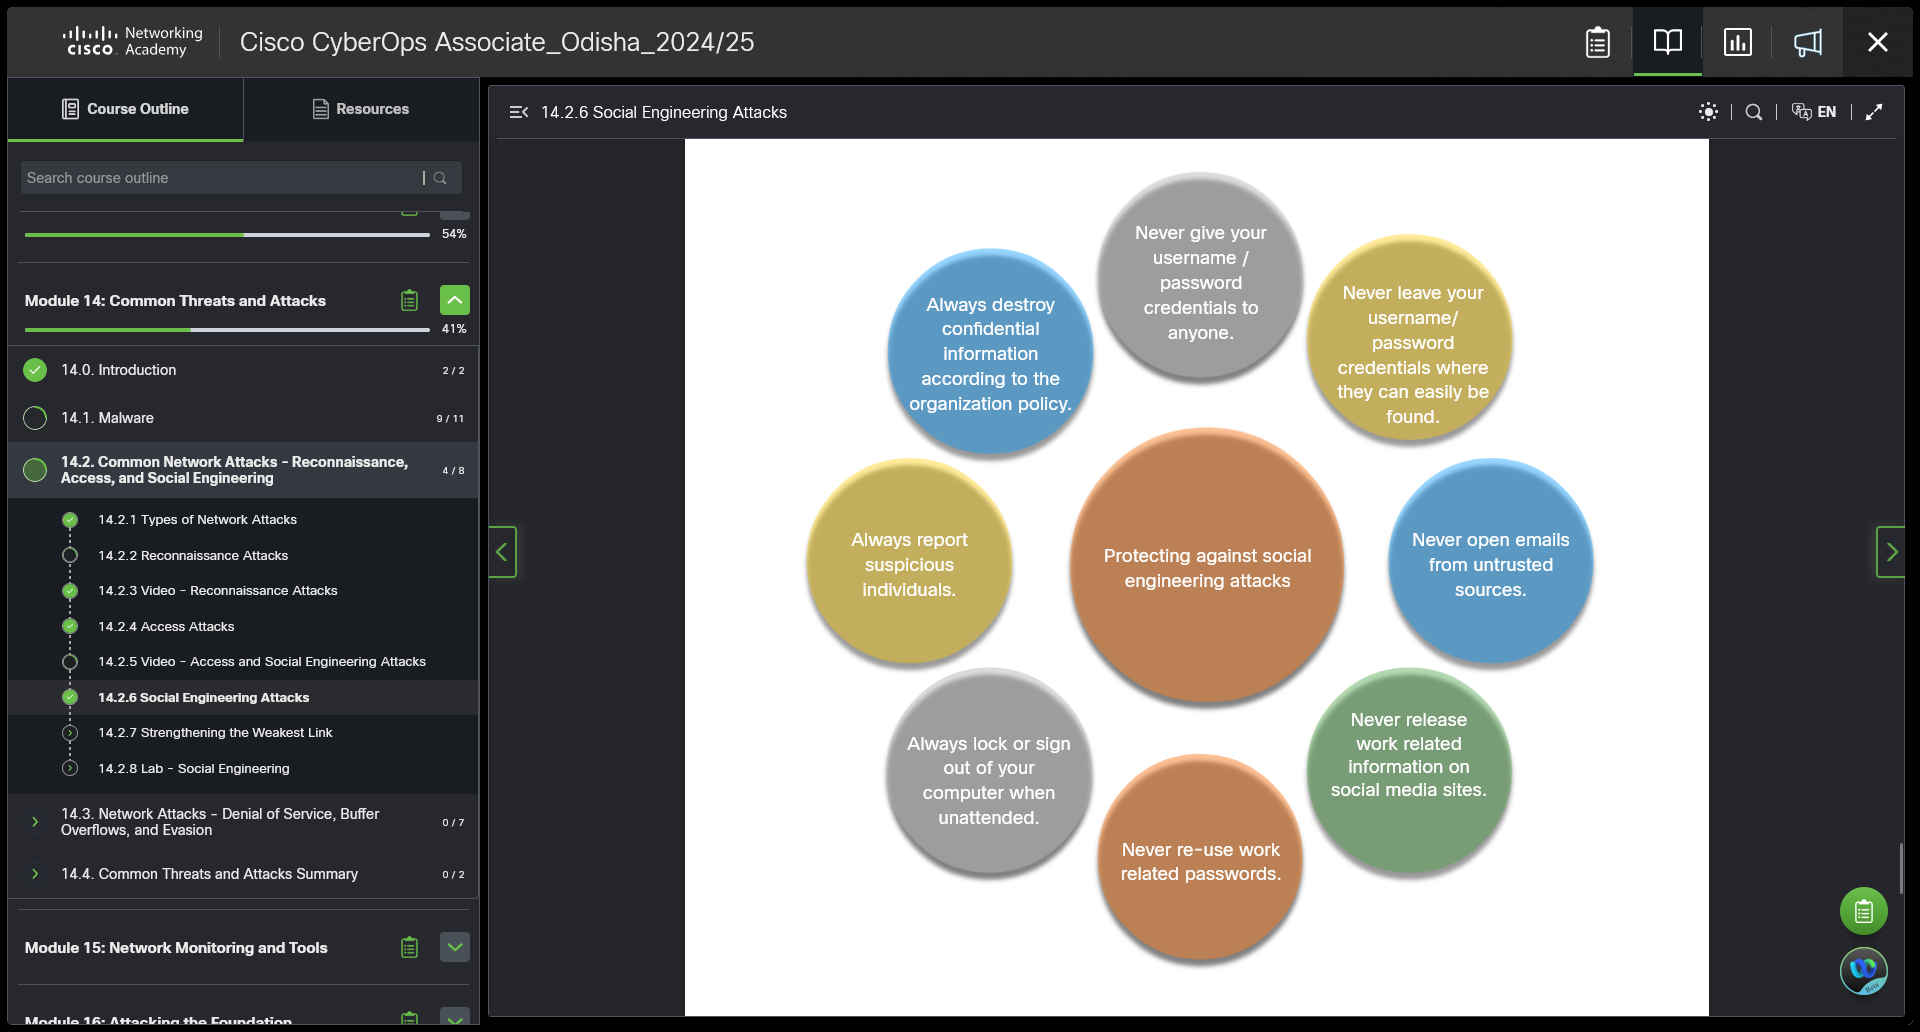 CISCO
Networking
Academy
Cisco CyberOps Associate_Odisha_2024/25
Course Outline
Resources
Search course outline
54%
Module 14: Common Threats and Attacks
41%
14.0. Introduction
2 / 2
14.1. Malware
9 / 11
14.2. Common Network Attacks - Reconnaissance,
Access, and Social Engineering
4 / 8
14.2.1 Types of Network Attacks
14.2.2 Reconnaissance Attacks
14.2.3 Video - Reconnaissance Attacks
14.2.4 Access Attacks
14.2.5 Video - Access and Social Engineering Attacks
14.2.6 Social Engineering Attacks
14.2.7 Strengthening the Weakest Link
14.2.8 Lab - Social Engineering
14.3. Network Attacks - Denial of Service, Buffer
Overflows, and Evasion
0 / 7
14.4. Common Threats and Attacks Summary
0 / 2
Module 15: Network Monitoring and Tools
Module 16: Attacking the Foundation
14.2.6 Social Engineering Attacks
EN
Never give your
username /
password
credentials to
anyone.
Never leave your
username/
password
credentials where
they can easily be
found.
Never open emails
from untrusted
sources.
Never release
work related
information on
social media sites.
Never re-use work
related passwords.
Always lock or sign
out of your
computer when
unattended.
Always report
suspicious
individuals.
Always destroy
confidential
information
according to the
organization policy.
Protecting against social
engineering attacks
Beta